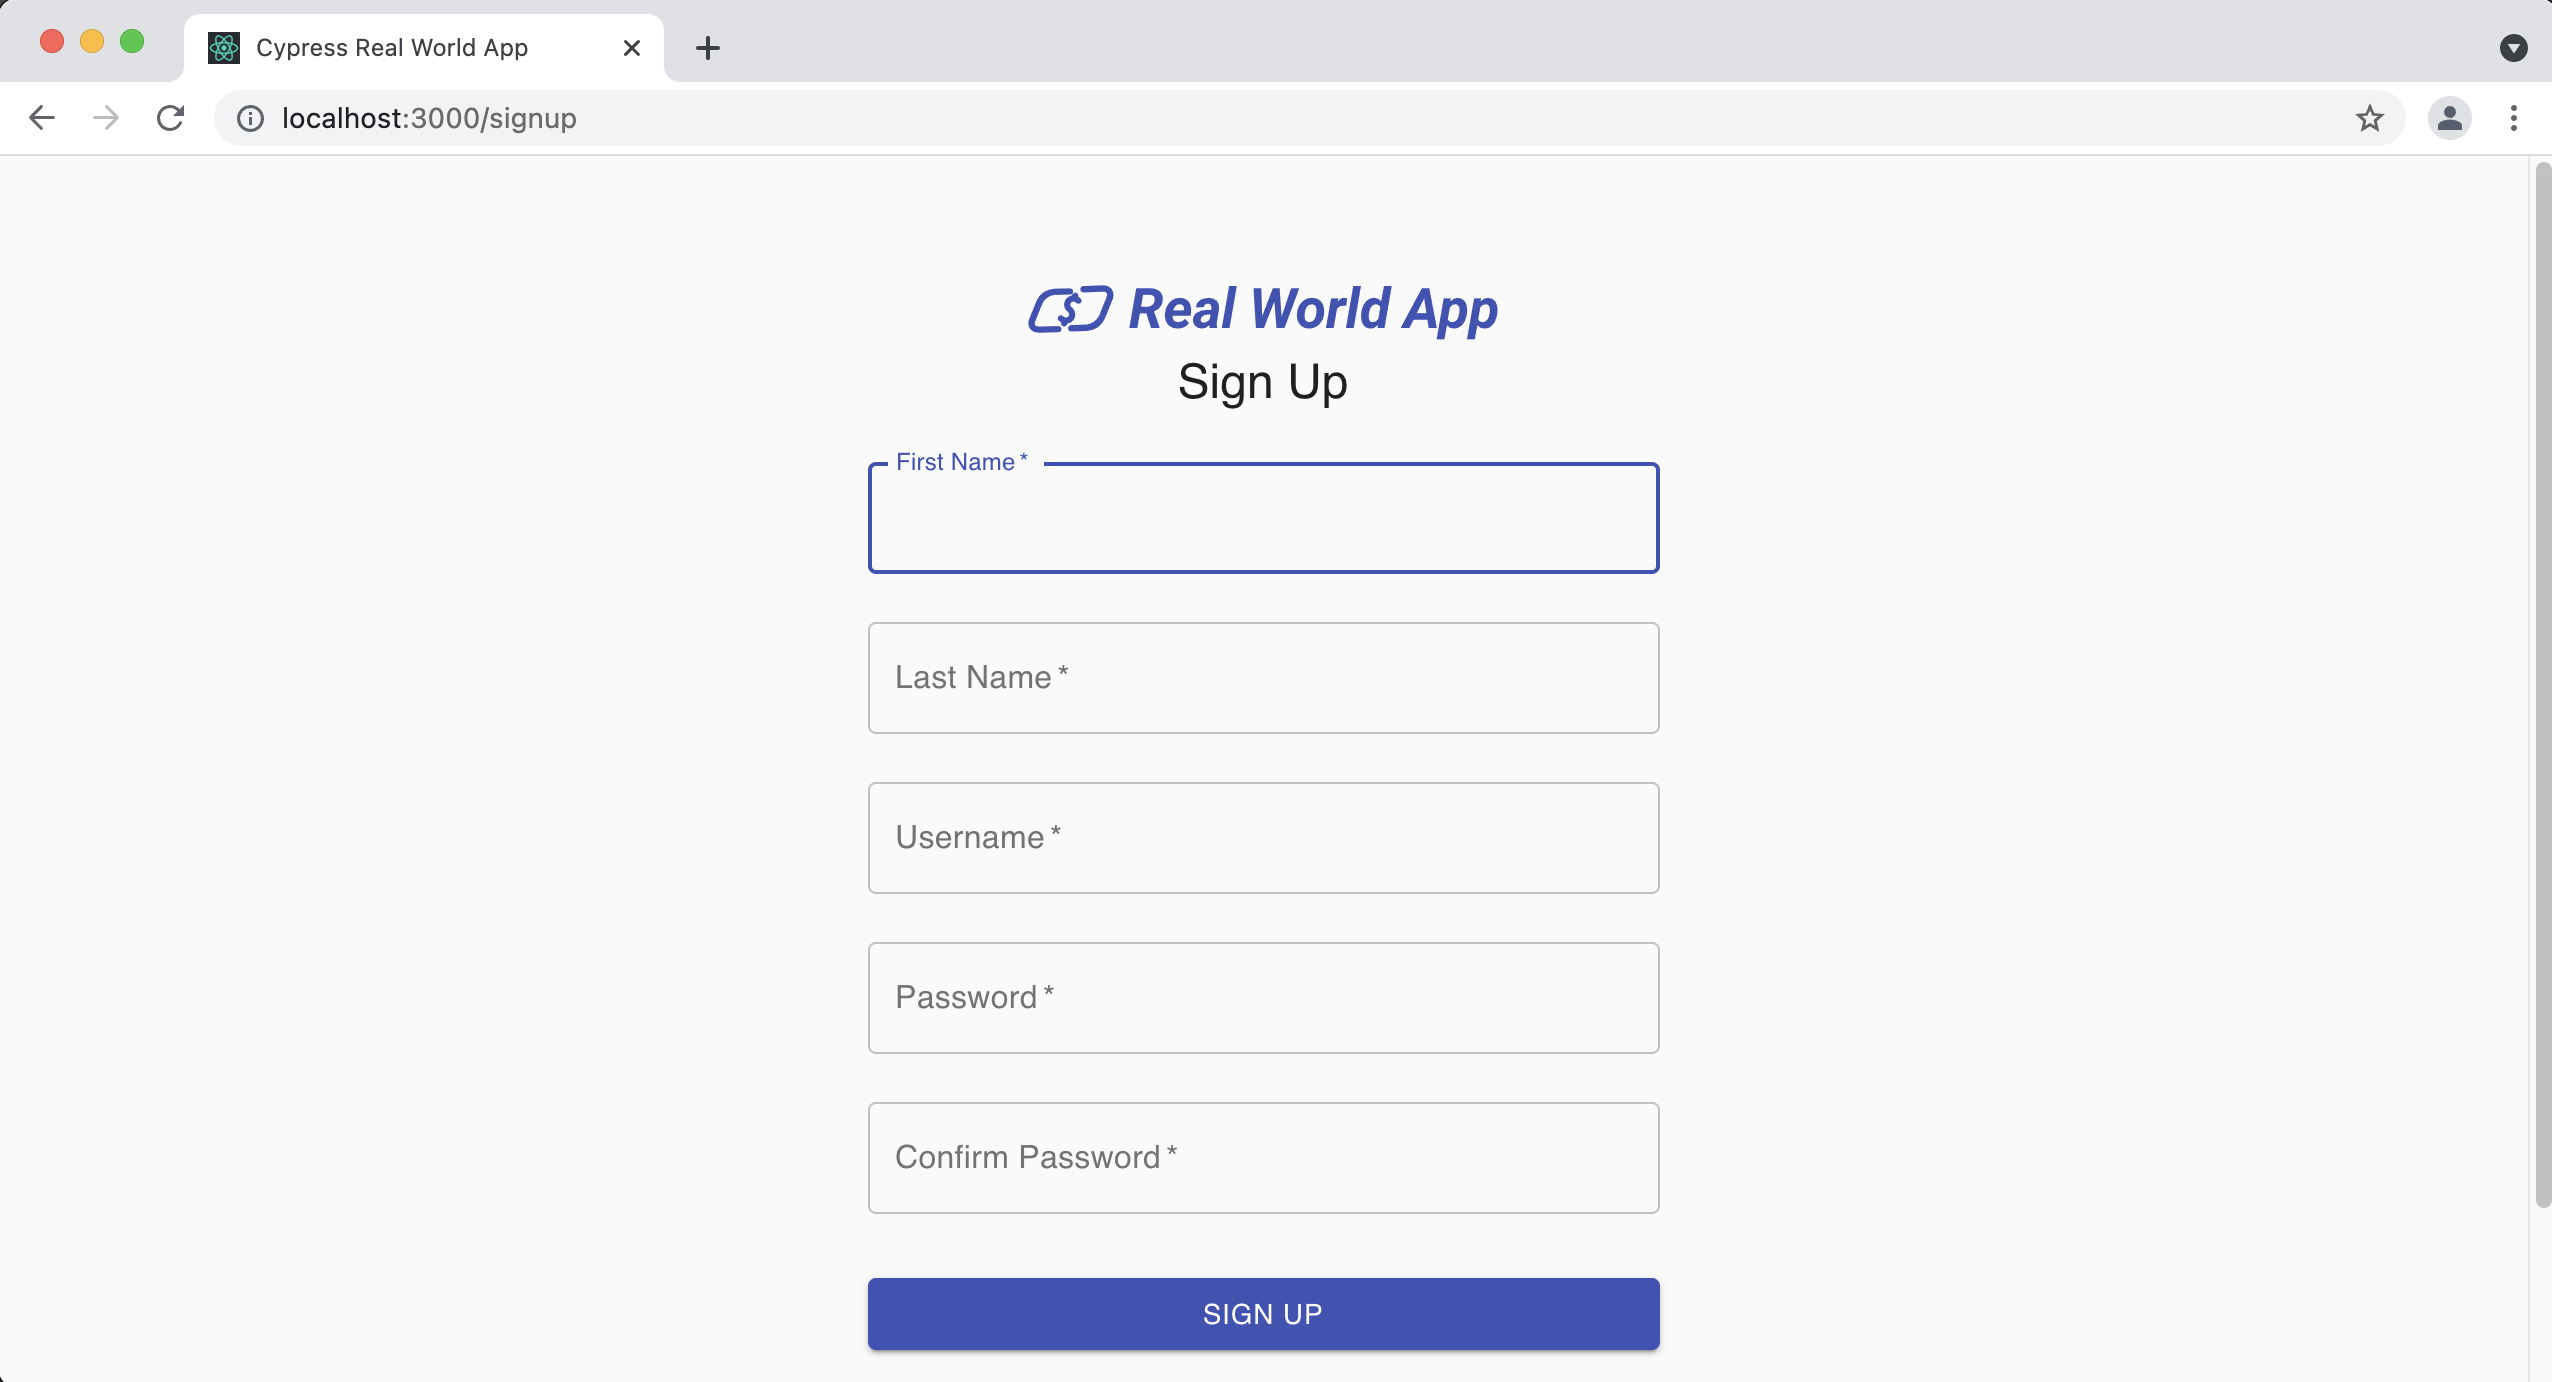 Cypress Real World App
localhost:3000/signup
$ Real World App
Sign Up
First Name *
Last Name *
Username *
Password *
Confirm Password *
SIGN UP